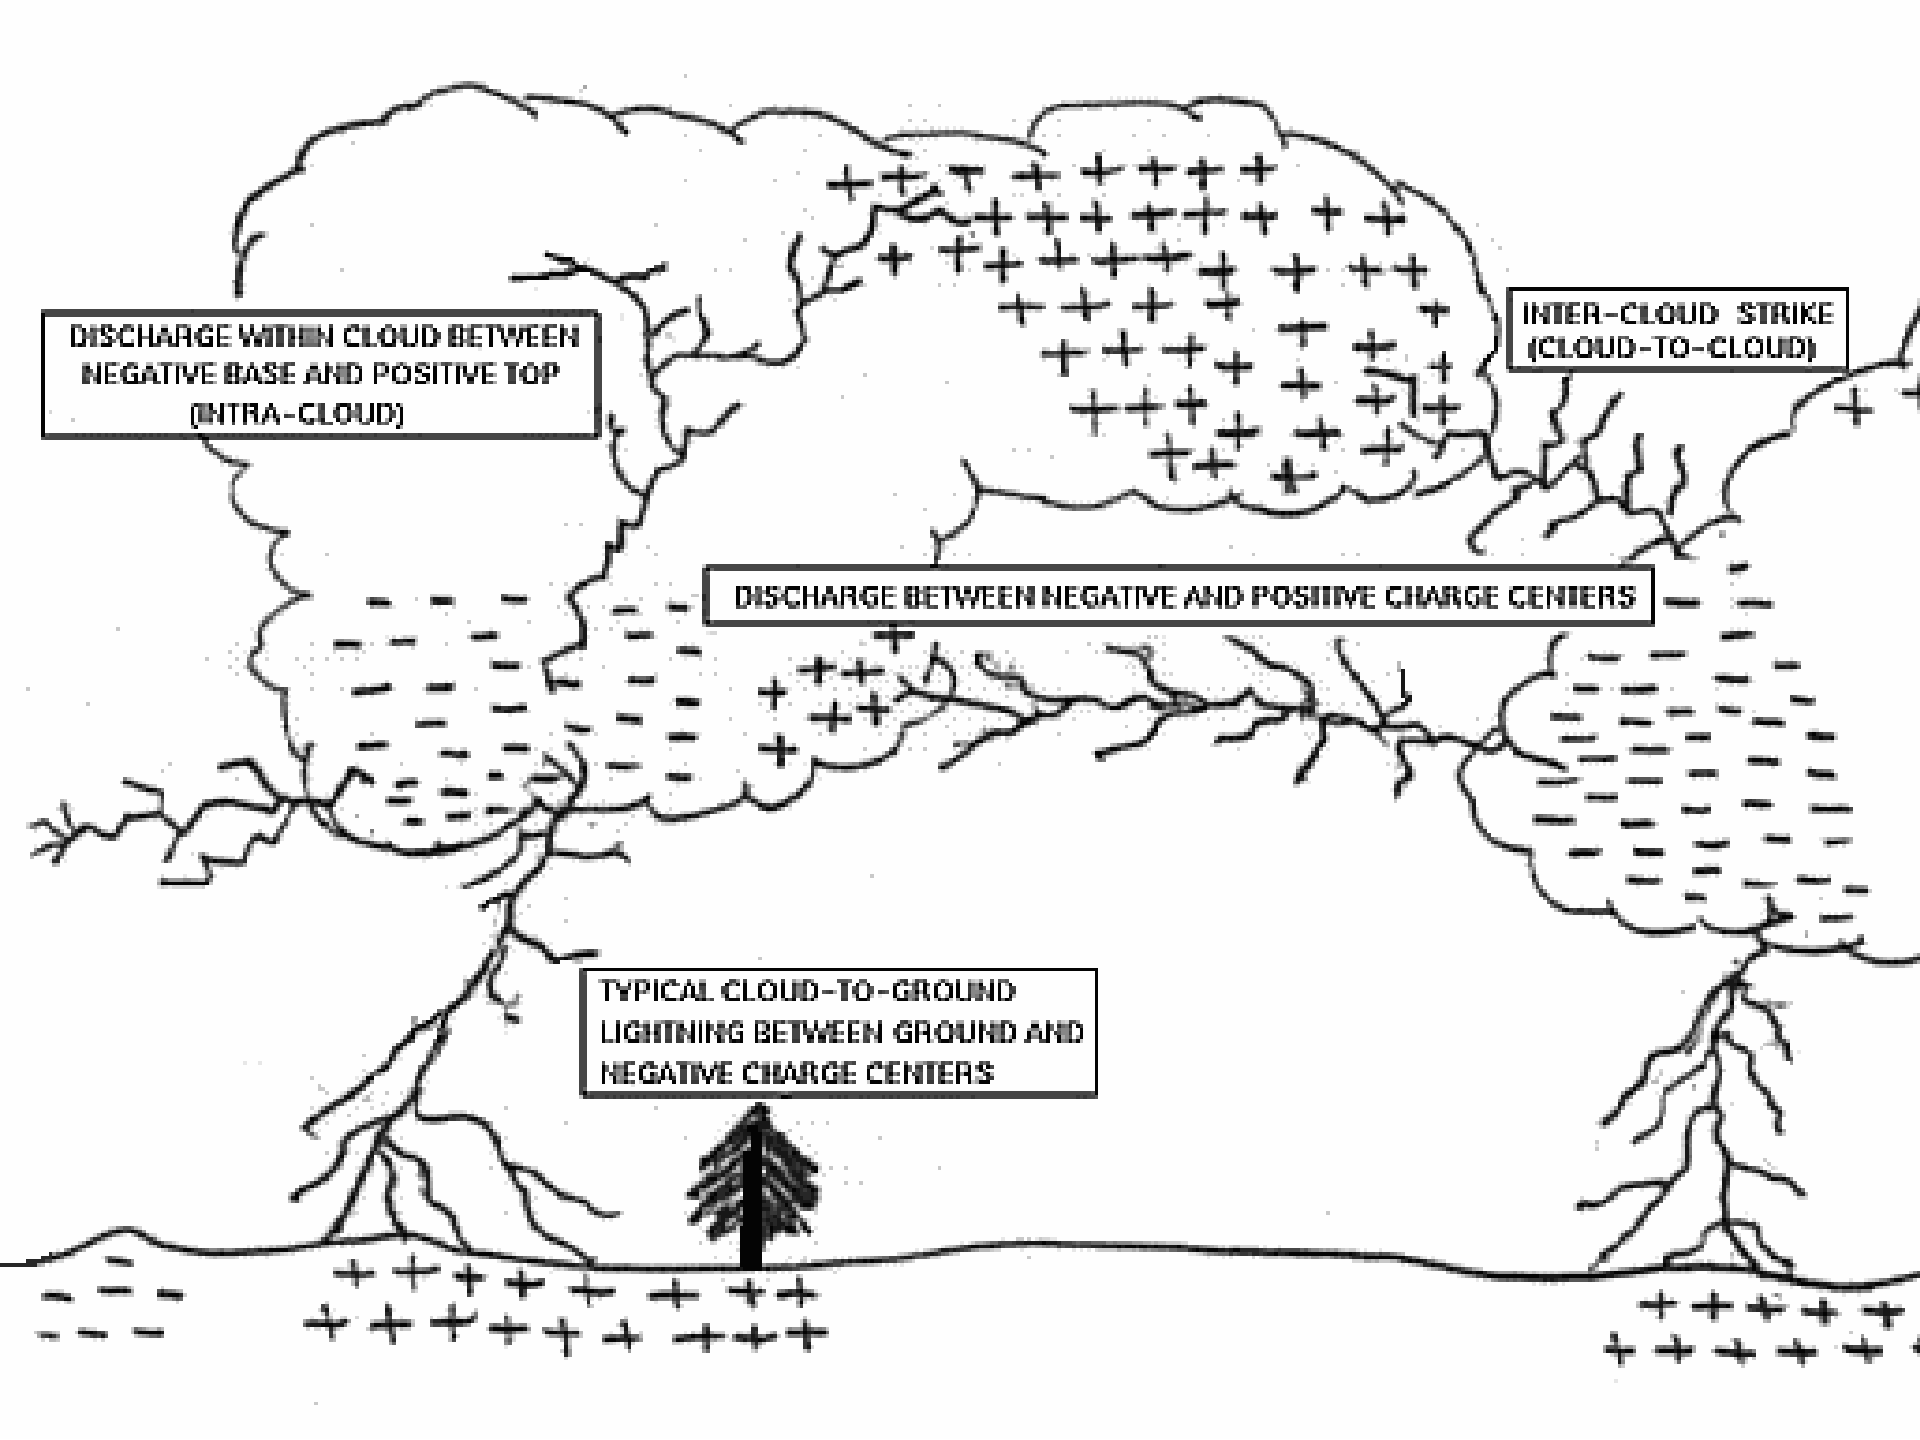 DISCHARGE WITHIN CLOUD BETWEEN
NEGATIVE BASE AND POSITIVE TOP
(INTRA-CLOUD)
INTER-CLOUD STRIKE
(CLOUD-TO-CLOUD)
DISCHARGE BETWEEN NEGATIVE AND POSITIVE CHARGE CENTERS
TYPICAL CLOUD-TO-GROUND
LIGHTNING BETWEEN GROUND AND
NEGATIVE CHARGE CENTERS